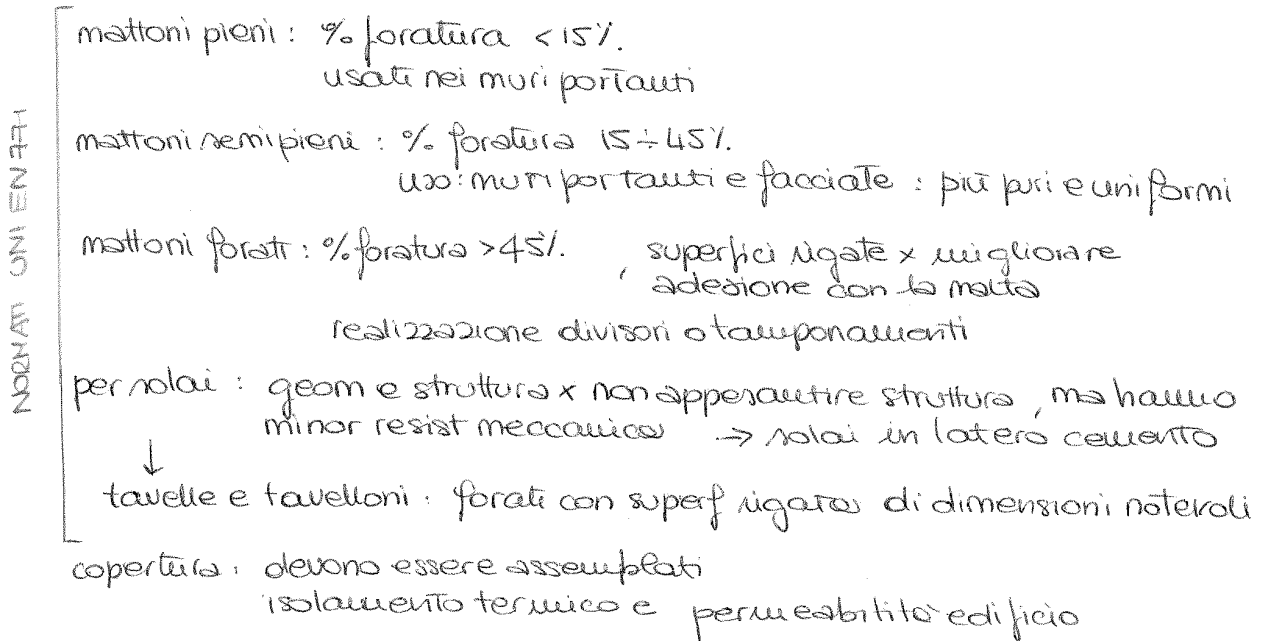 NORMATI UNI EN 771
mattoni pieni : % foratura < 15%.
usati nei muri portanti
mattoni semipieni : % foratura 15÷45%.
uso: muri portanti e facciate : più puri e uniformi
mattoni forati : % foratura >45%. , superfici rigate x migliorare
adesione con la malta
realizzazione divisori o tamponamenti
per solai : geom e struttura x non appesantire struttura, ma hanno
minor resist meccanica → solai in latero cemento
↓
tavelle e tavelloni : forati con superf rigata di dimensioni notevoli
copertura : devono essere assemblati
isolamento termico e permeabilità edificio